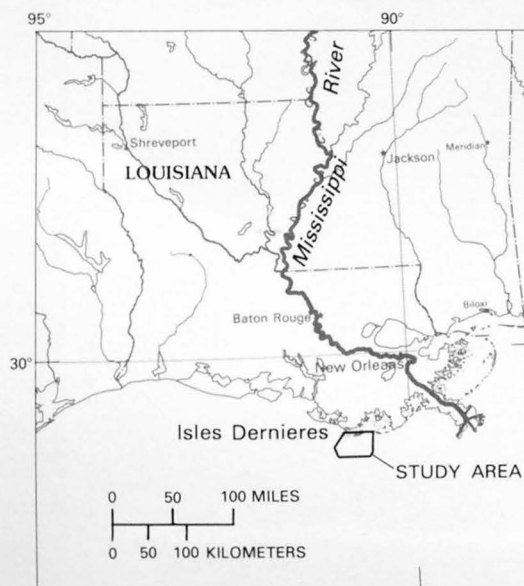 95°
90°
River
Shreveport
LOUISIANA
Jackson
Meridian
Mississippi
Biloxi
Baton Rouge
30°
New Orleans
Isles Dernieres
STUDY AREA
0 50 100 MILES
0 50 100 KILOMETERS